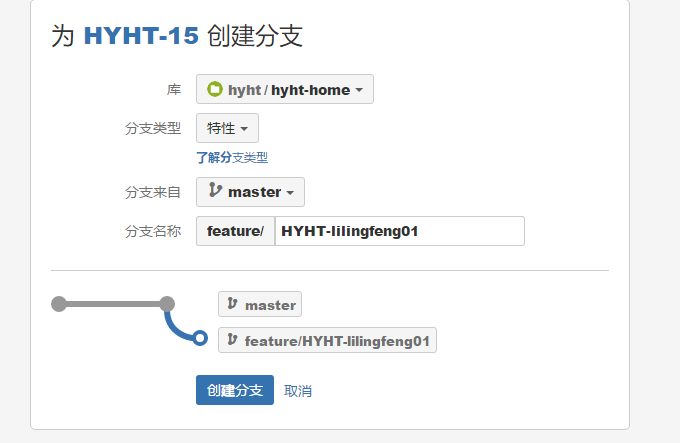 为 HYHT-15 创建分支
库 hyht / hyht-home
分支类型 特性
了解分支类型
分支来自 master
分支名称 feature/ HYHT-lilingfeng01
master
feature/HYHT-lilingfeng01
创建分支 取消